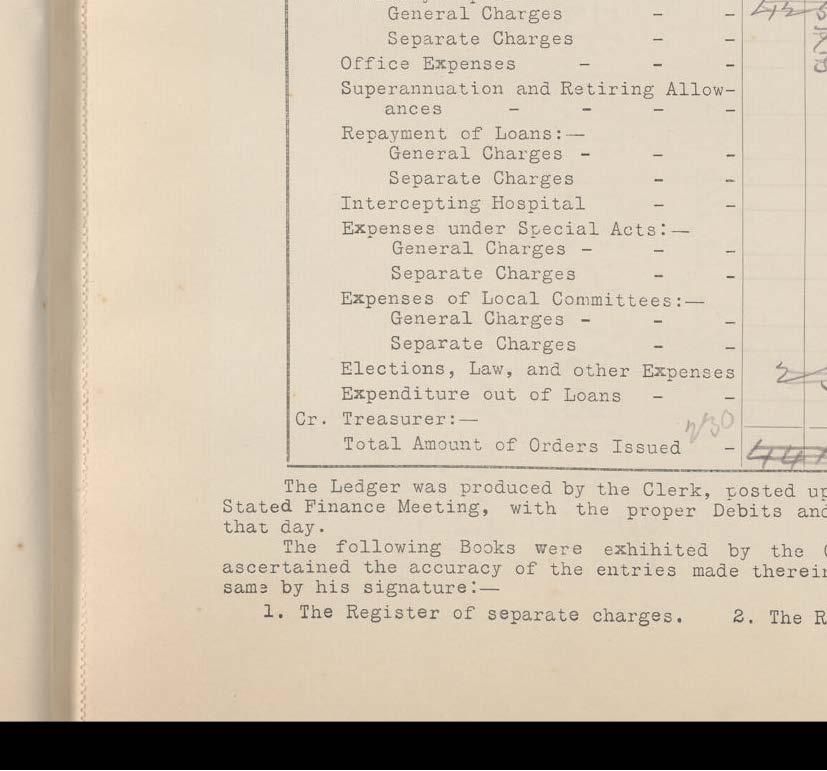 General Charges - -
Separate Charges - -
Office Expenses - - -
Superannuation and Retiring Allow-
ances - - - -
Repayment of Loans:—
General Charges - - -
Separate Charges - -
Intercepting Hospital - -
Expenses under Special Acts:—
General Charges - - -
Separate Charges - -
Expenses of Local Committees:—
General Charges - - -
Separate Charges - -
Elections, Law, and other Expenses
Expenditure out of Loans - -
Cr. Treasurer:—
Total Amount of Orders Issued -
The Ledger was produced by the Clerk, posted up
Stated Finance Meeting, with the proper Debits and
that day.
The following Books were exhihited by the
ascertained the accuracy of the entries made therein
same by his signature:—
1. The Register of separate charges. 2. The R